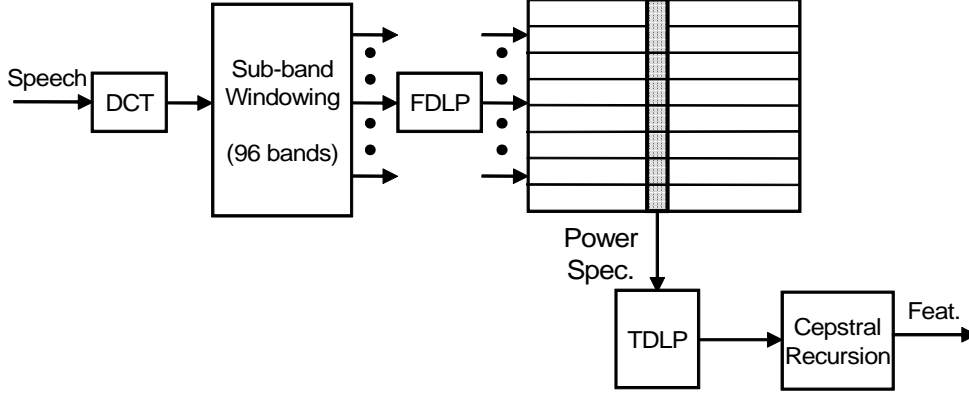 Speech
DCT
Sub-band
Windowing
(96 bands)
FDLP
Power
Spec.
TDLP
Cepstral
Recursion
Feat.